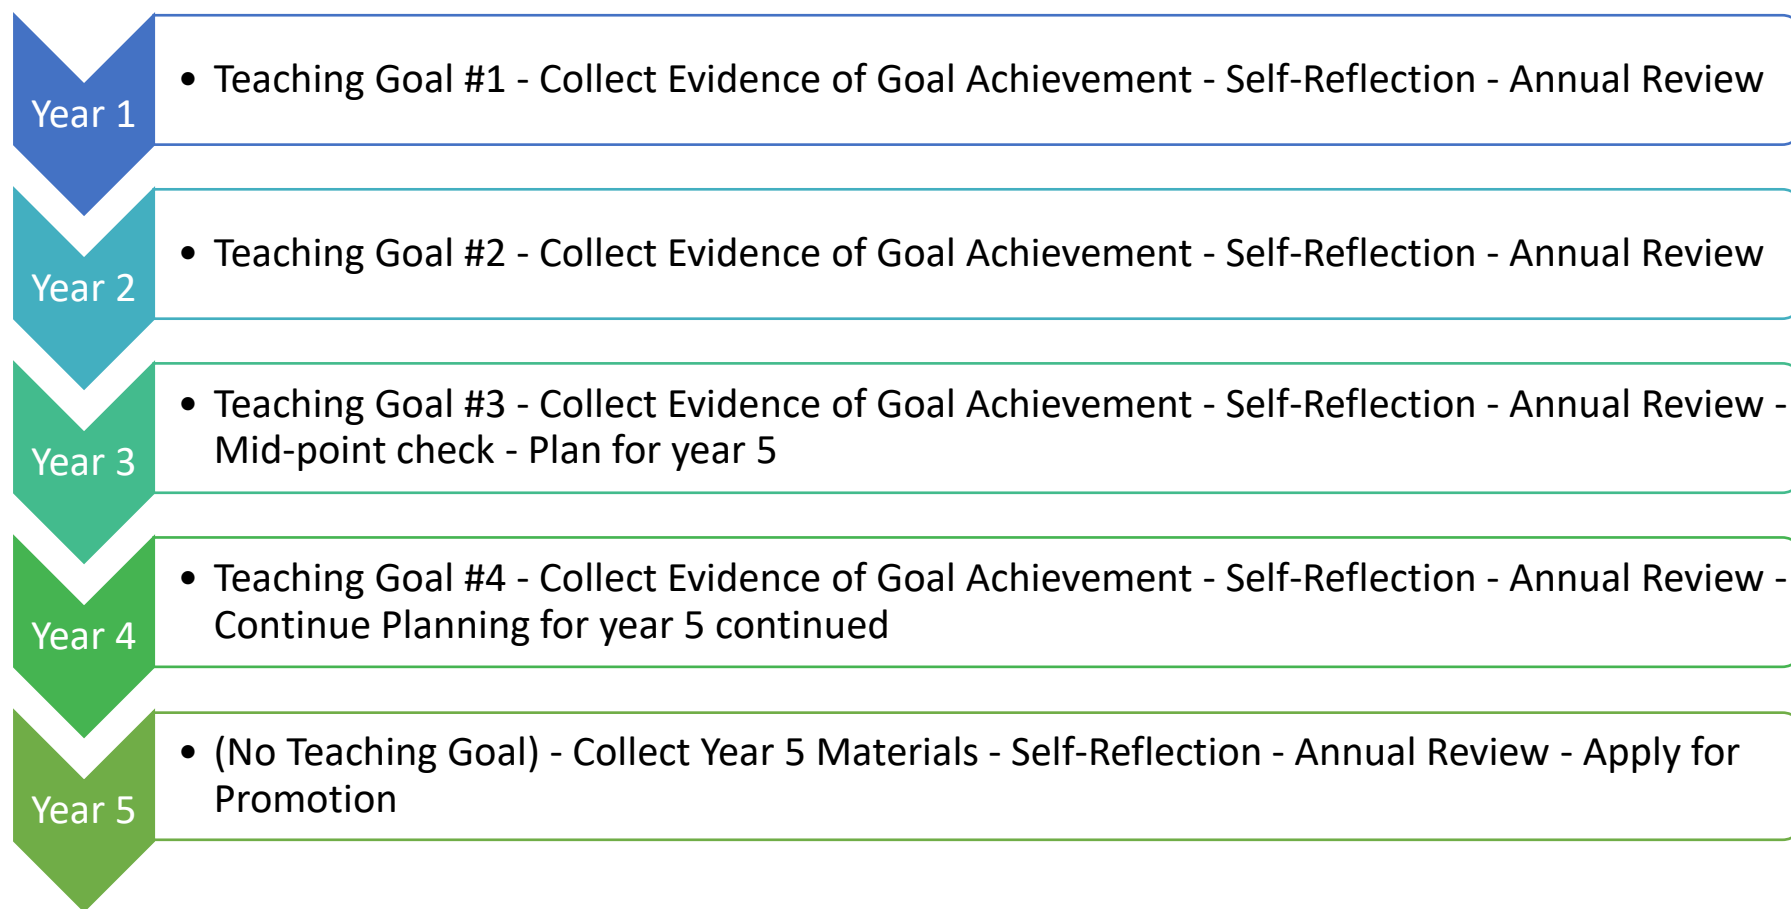 Year 1
• Teaching Goal #1 - Collect Evidence of Goal Achievement - Self-Reflection - Annual Review
Year 2
• Teaching Goal #2 - Collect Evidence of Goal Achievement - Self-Reflection - Annual Review
Year 3
• Teaching Goal #3 - Collect Evidence of Goal Achievement - Self-Reflection - Annual Review -
Mid-point check - Plan for year 5
Year 4
• Teaching Goal #4 - Collect Evidence of Goal Achievement - Self-Reflection - Annual Review -
Continue Planning for year 5 continued
Year 5
• (No Teaching Goal) - Collect Year 5 Materials - Self-Reflection - Annual Review - Apply for
Promotion